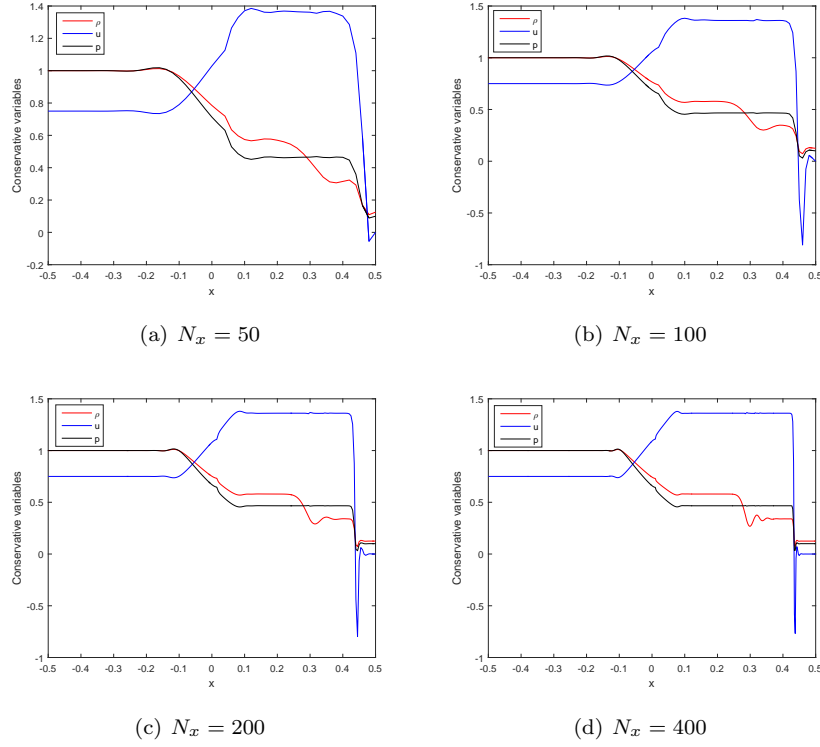 1.4
1.2
1
0.8
0.6
0.4
0.2
0
-0.2
Conservative variables
ρ
u
p
-0.5 -0.4 -0.3 -0.2 -0.1 0 0.1 0.2 0.3 0.4 0.5
x
(a) N_x = 50
1.5
1
0.5
0
-0.5
-1
Conservative variables
ρ
u
p
-0.5 -0.4 -0.3 -0.2 -0.1 0 0.1 0.2 0.3 0.4 0.5
x
(b) N_x = 100
1.5
1
0.5
0
-0.5
-1
Conservative variables
ρ
u
p
-0.5 -0.4 -0.3 -0.2 -0.1 0 0.1 0.2 0.3 0.4 0.5
x
(c) N_x = 200
1.5
1
0.5
0
-0.5
-1
Conservative variables
ρ
u
p
-0.5 -0.4 -0.3 -0.2 -0.1 0 0.1 0.2 0.3 0.4 0.5
x
(d) N_x = 400